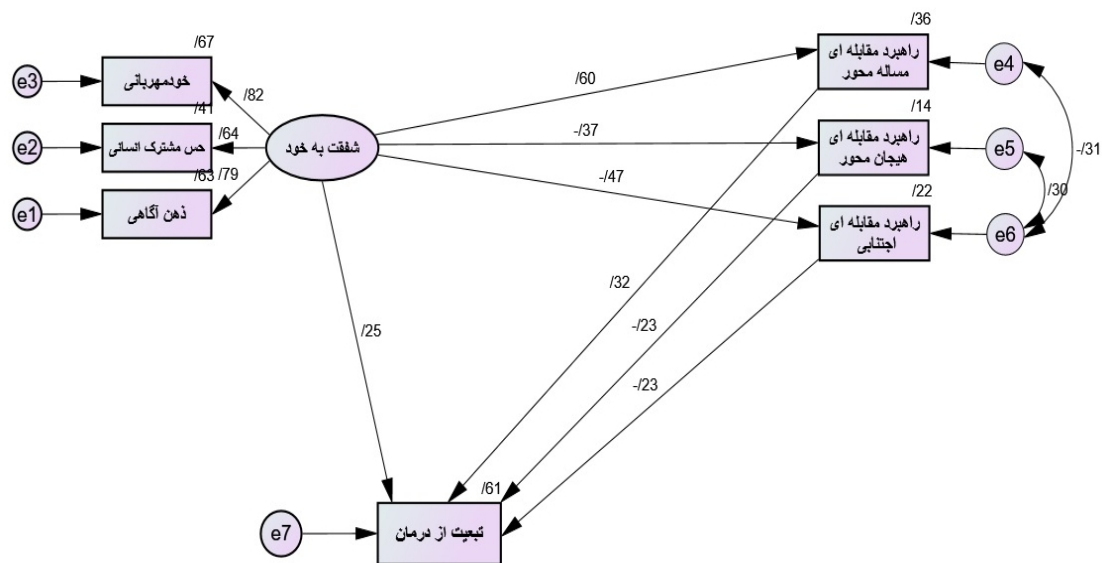 /67
خودمهربانی
e3
/82
/41
حس مشترک انسانی
e2
/64
/63
/79
ذهن آگاهی
e1
شفقت به خود
/60
-/37
-/47
/36
راهبرد مقابله ای
مساله محور
e4
/14
راهبرد مقابله ای
هیجان محور
e5
-/31
/30
/22
راهبرد مقابله ای
اجتنابی
e6
/25
/32
-/23
-/23
/61
تبعیت از درمان
e7